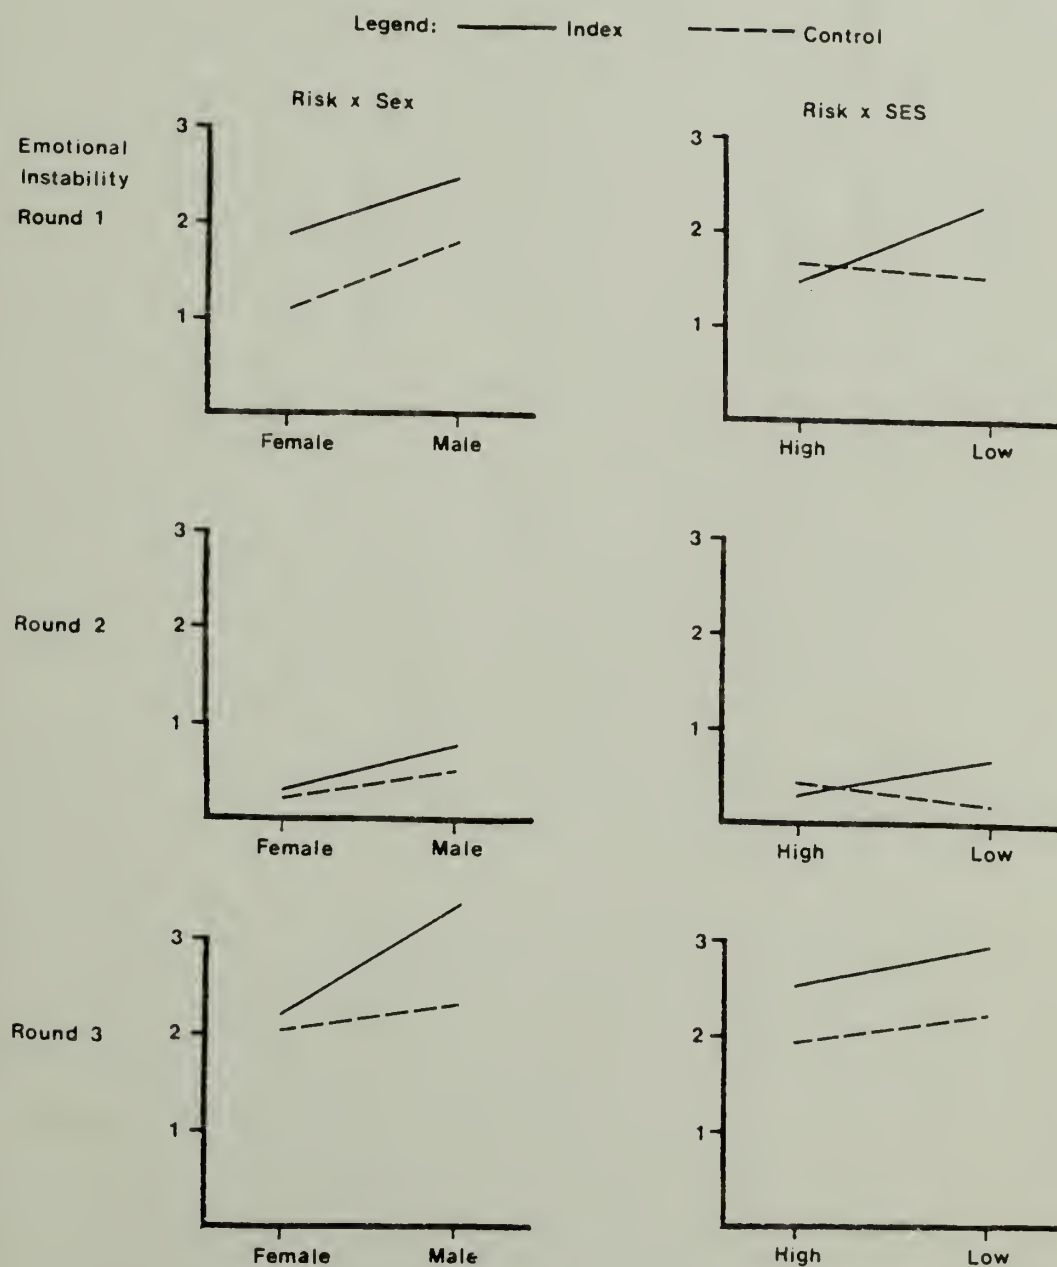 Legend: Index Control
Risk x Sex
Risk x SES
Emotional
Instability
Round 1
3
2
1
Female Male
3
2
1
High Low
Round 2
3
2
1
Female Male
3
2
1
High Low
Round 3
3
2
1
Female Male
3
2
1
High Low